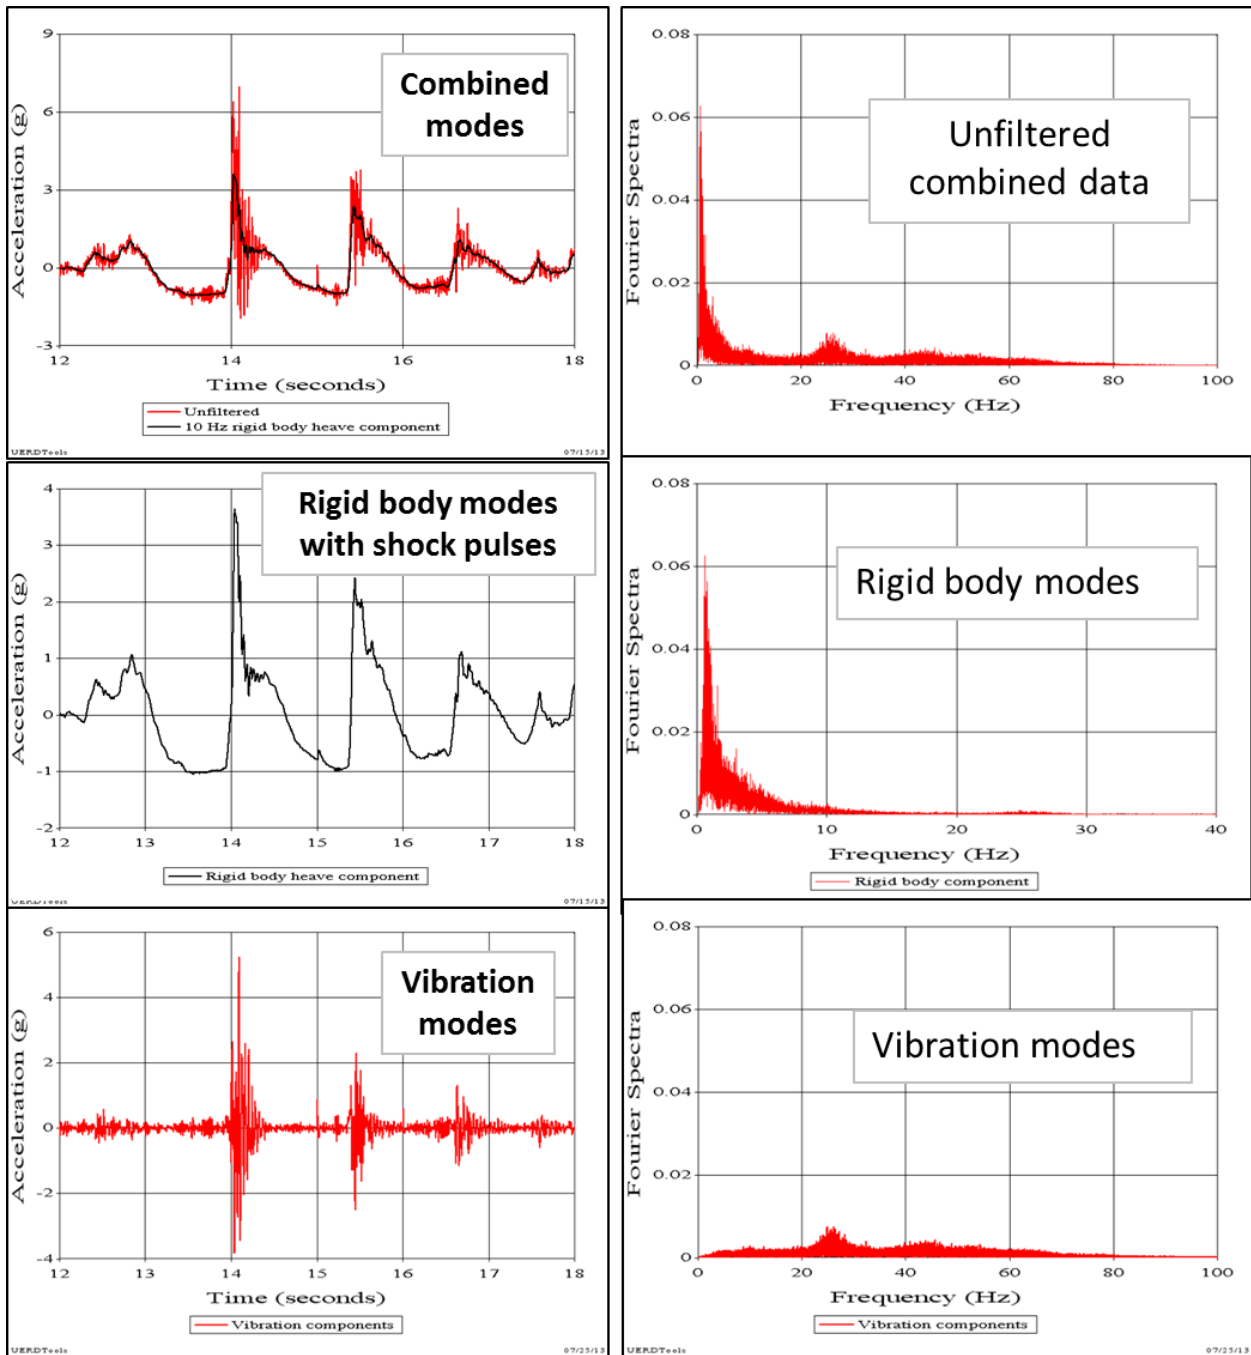 9
6
3
0
-3
Acceleration (g)
Combined
modes
12
14
16
18
Time (seconds)
Unfiltered
10 Hz rigid body heave component
UERDTools
07/15/13
0.08
0.06
0.04
0.02
0
Fourier Spectra
Unfiltered
combined data
0
20
40
60
80
100
Frequency (Hz)
4
3
2
1
0
-1
-2
Acceleration (g)
Rigid body modes
with shock pulses
12
13
14
15
16
17
18
Time (seconds)
Rigid body heave component
UERDTools
07/15/13
0.08
0.06
0.04
0.02
0
Fourier Spectra
Rigid body modes
0
10
20
30
40
Frequency (Hz)
Rigid body component
6
4
2
0
-2
-4
Acceleration (g)
Vibration
modes
12
13
14
15
16
17
18
Time (seconds)
Vibration components
UERDTools
07/25/13
0.08
0.06
0.04
0.02
0
Fourier Spectra
Vibration modes
0
20
40
60
80
100
Frequency (Hz)
Vibration components
UERDTools
07/25/13